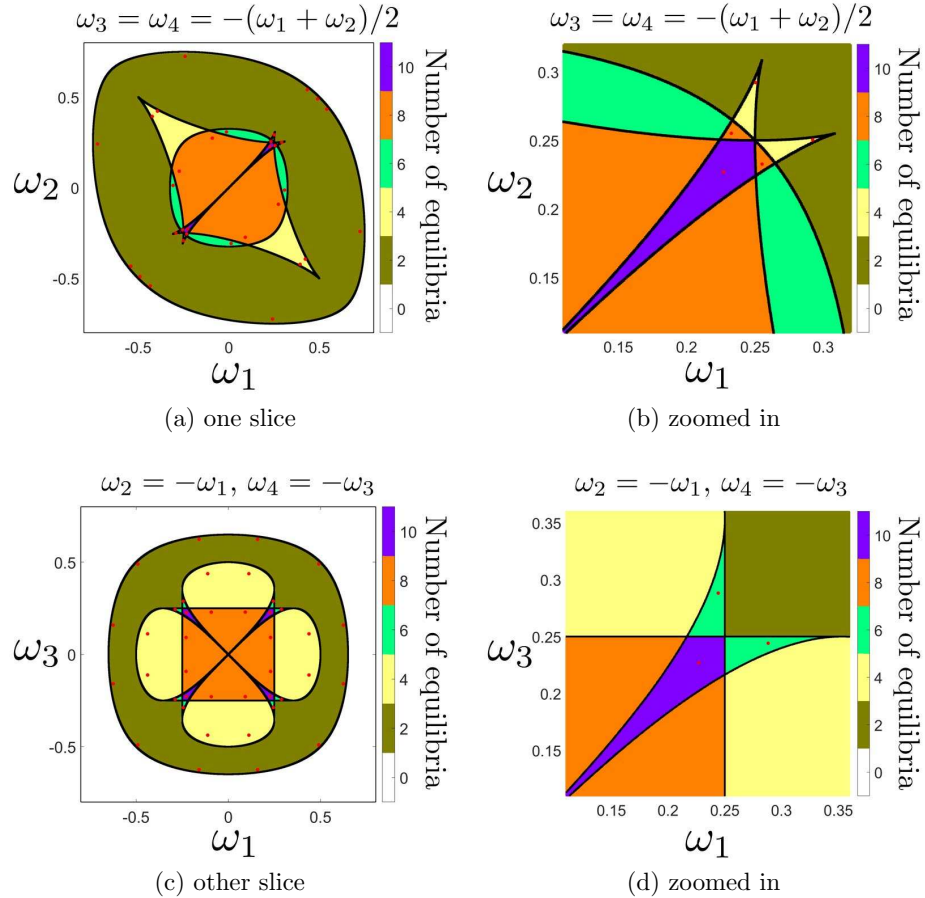 ω₃ = ω₄ = −(ω₁ + ω₂)/2
ω₂
0.5
0
-0.5
-0.5
0
0.5
ω₁
10
8
6
4
2
0
Number of equilibria
(a) one slice
ω₃ = ω₄ = −(ω₁ + ω₂)/2
ω₂
0.3
0.25
0.2
0.15
0.15
0.2
0.25
0.3
ω₁
10
8
6
4
2
0
Number of equilibria
(b) zoomed in
ω₂ = −ω₁, ω₄ = −ω₃
ω₃
0.5
0
-0.5
-0.5
0
0.5
ω₁
10
8
6
4
2
0
Number of equilibria
(c) other slice
ω₂ = −ω₁, ω₄ = −ω₃
ω₃
0.35
0.3
0.25
0.2
0.15
0.15
0.2
0.25
0.3
0.35
ω₁
10
8
6
4
2
0
Number of equilibria
(d) zoomed in